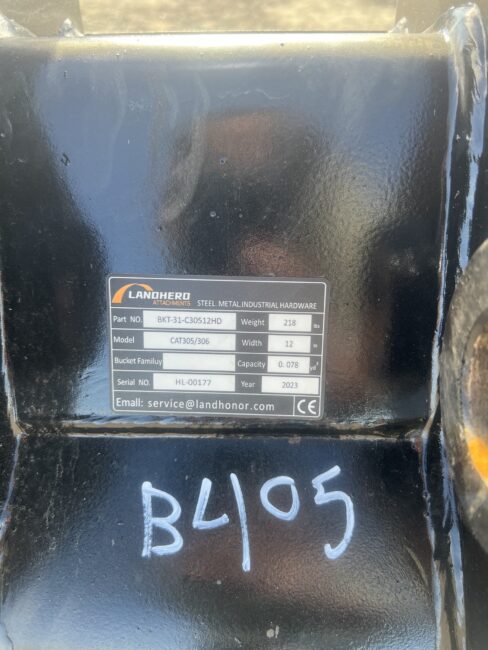 LANDHERO
ATTACHMENTS STEEL METAL INDUSTRIAL HARDWARE
Part NO. BKT-31-C30512HD Weight 218 lbs
Model CAT305/306 Width 12 in
Bucket Familuy Capacity 0.078 yd³
Serial NO. HL-00177 Year 2023
Email: service@landhonor.com CE
B405